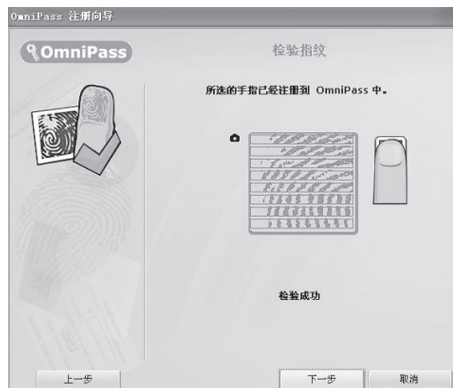 OmniPass 注册向导
OmniPass
检验指纹
所选的手指已经注册到 OmniPass 中。
检验成功
上一步
下一步
取消